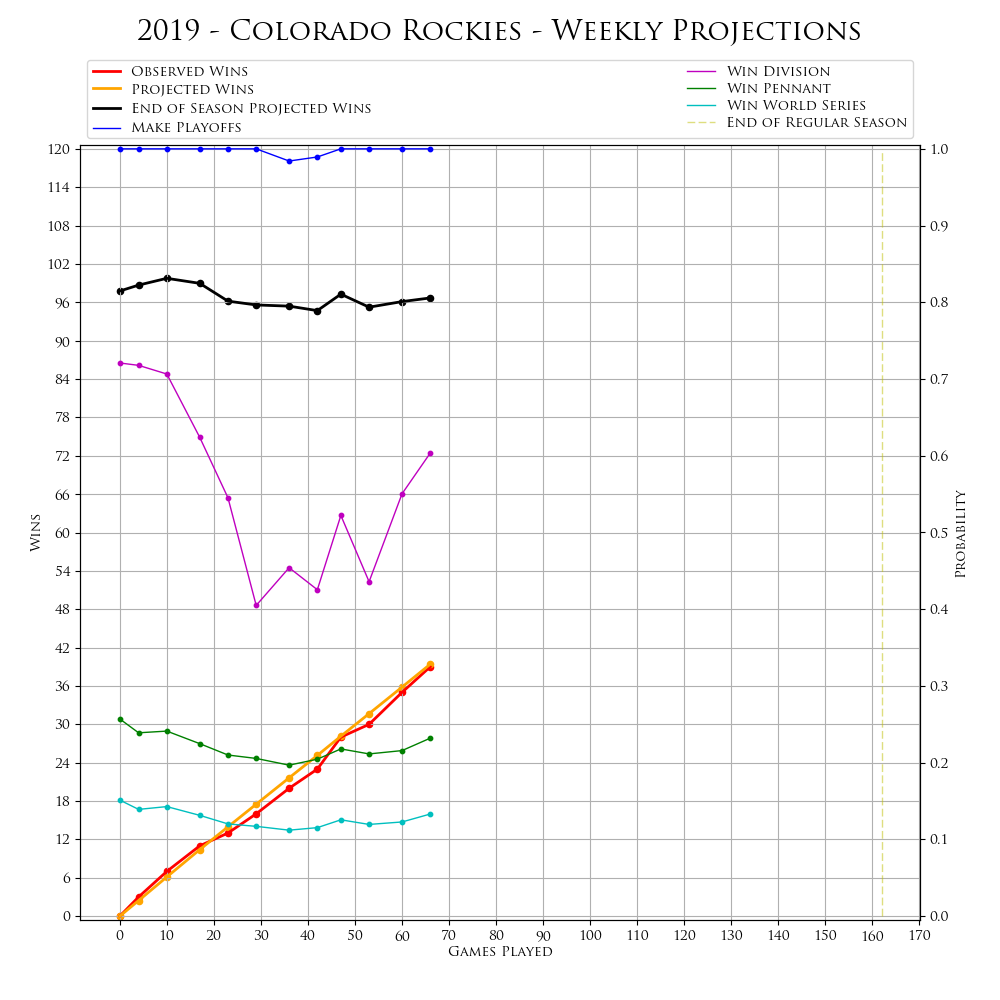 2019 - Colorado Rockies - Weekly Projections
Observed Wins
Projected Wins
End of Season Projected Wins
Make Playoffs
Win Division
Win Pennant
Win World Series
End of Regular Season
120
114
108
102
96
90
84
78
72
66
60
54
48
42
36
30
24
18
12
6
0
Wins
1.0
0.9
0.8
0.7
0.6
0.5
0.4
0.3
0.2
0.1
0.0
Probability
0 10 20 30 40 50 60 70 80 90 100 110 120 130 140 150 160 170
Games Played